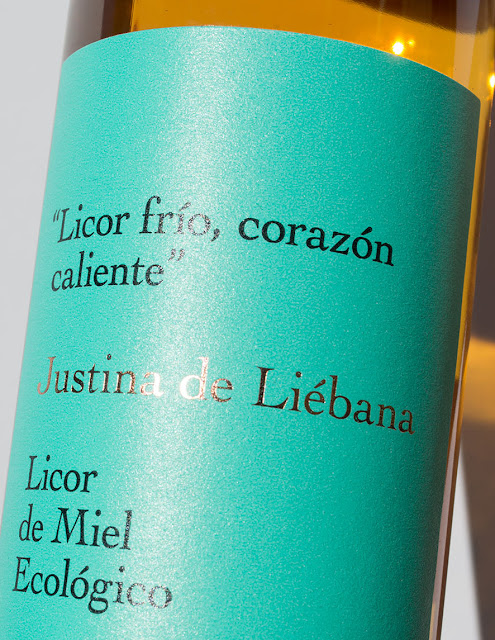 “Licor frío, corazón
caliente”
Justina de Liébana
Licor
de Miel
Ecológico